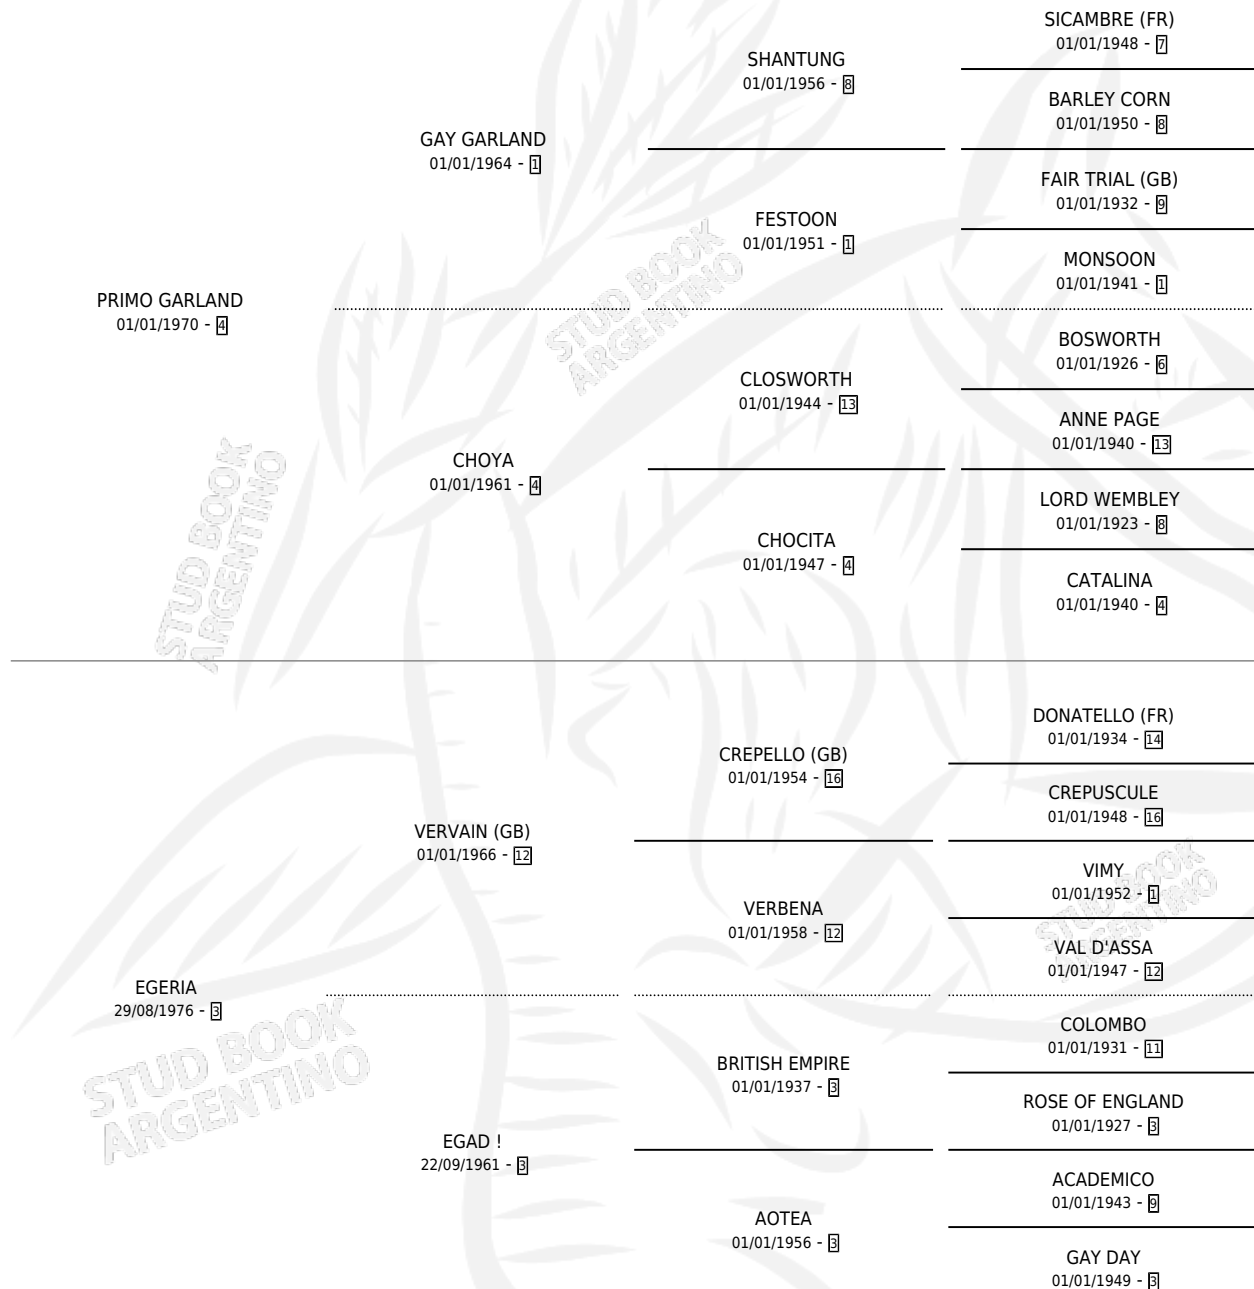 SICAMBRE (FR)
01/01/1948 - 7
SHANTUNG
01/01/1956 - 8
BARLEY CORN
01/01/1950 - 8
GAY GARLAND
01/01/1964 - 1
FAIR TRIAL (GB)
01/01/1932 - 9
FESTOON
01/01/1951 - 1
MONSOON
01/01/1941 - 1
PRIMO GARLAND
01/01/1970 - 4
BOSWORTH
01/01/1926 - 6
CLOSWORTH
01/01/1944 - 13
ANNE PAGE
01/01/1940 - 13
CHOYA
01/01/1961 - 4
LORD WEMBLEY
01/01/1923 - 8
CHOCITA
01/01/1947 - 4
CATALINA
01/01/1940 - 4
DONATELLO (FR)
01/01/1934 - 14
CREPELLO (GB)
01/01/1954 - 16
CREPUSCULE
01/01/1948 - 16
VERVAIN (GB)
01/01/1966 - 12
VIMY
01/01/1952 - 1
VERBENA
01/01/1958 - 12
VAL D'ASSA
01/01/1947 - 12
EGERIA
29/08/1976 - 3
COLOMBO
01/01/1931 - 11
BRITISH EMPIRE
01/01/1937 - 3
ROSE OF ENGLAND
01/01/1927 - 3
EGAD !
22/09/1961 - 3
ACADEMICO
01/01/1943 - 9
AOTEA
01/01/1956 - 3
GAY DAY
01/01/1949 - 3
STUD BOOK
ARGENTINO
STUD BOOK
ARGENTINO
STUD BOOK
ARGENTINO
STUD BOOK
ARGENTINO